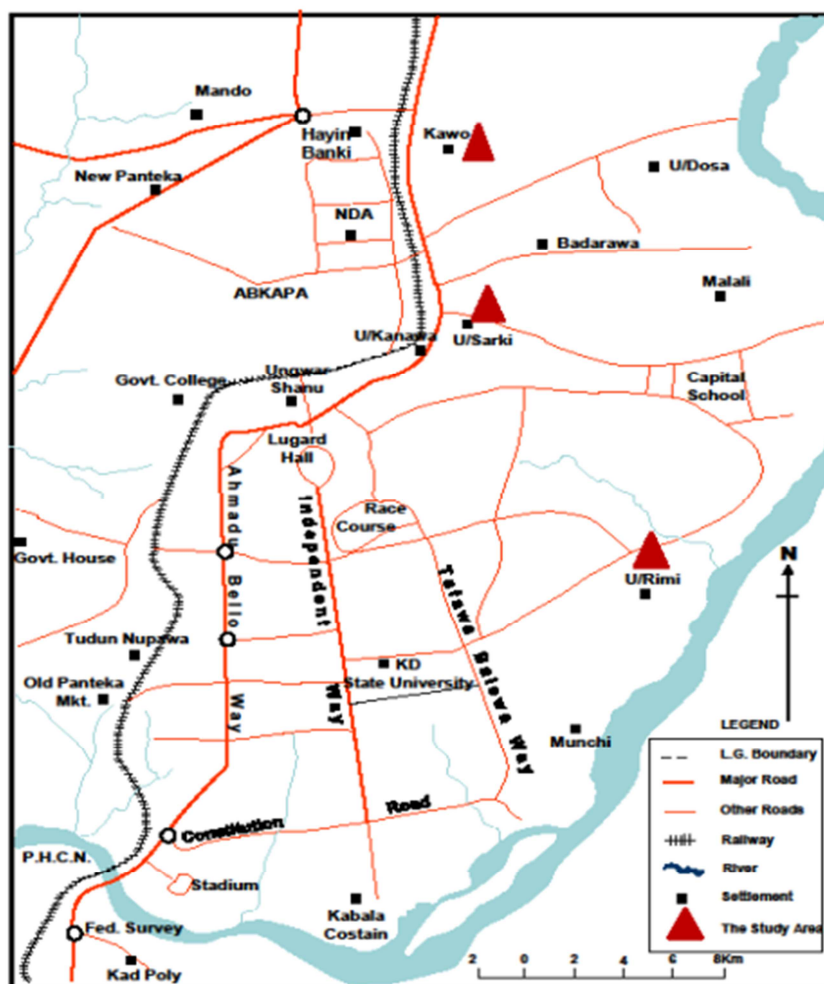 Mando
Hayin
Banki
Kawo
U/Dosa
New Panteka
NDA
Badarawa
ABKAPA
Malali
U/Kanawa
U/Sarki
Govt. College
Ungwar
Shanu
Capital
School
Lugard
Hall
Ahmadu Bello Way
Independent Way
Race
Course
Tafawa Balewa Way
Govt. House
N
U/Rimi
Tudun Nupawa
KD
State University
Old Panteka
Mkt.
Munchi
LEGEND
L.G. Boundary
Major Road
Other Roads
Railway
River
Settlement
The Study Area
Constitution Road
P.H.C.N.
Stadium
Kabala
Costain
Fed. Survey
Kad Poly
2 0 2 4 6 8Km